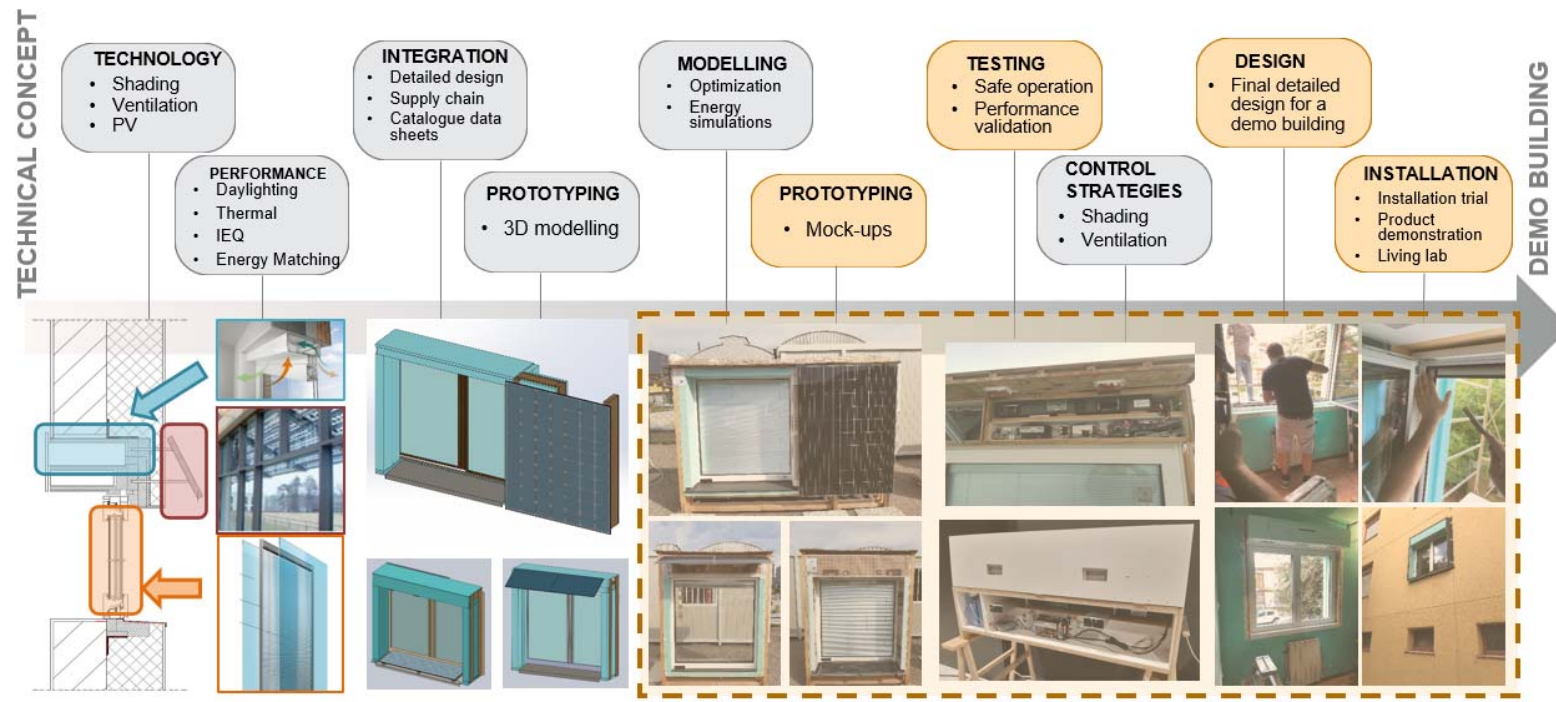 TECHNICAL CONCEPT
TECHNOLOGY
• Shading
• Ventilation
• PV
PERFORMANCE
• Daylighting
• Thermal
• IEQ
• Energy Matching
INTEGRATION
• Detailed design
• Supply chain
• Catalogue data
sheets
PROTOTYPING
• 3D modelling
MODELLING
• Optimization
• Energy
simulations
PROTOTYPING
• Mock-ups
TESTING
• Safe operation
• Performance
validation
CONTROL
STRATEGIES
• Shading
• Ventilation
DESIGN
• Final detailed
design for a
demo building
INSTALLATION
• Installation trial
• Product
demonstration
• Living lab
DEMO BUILDING